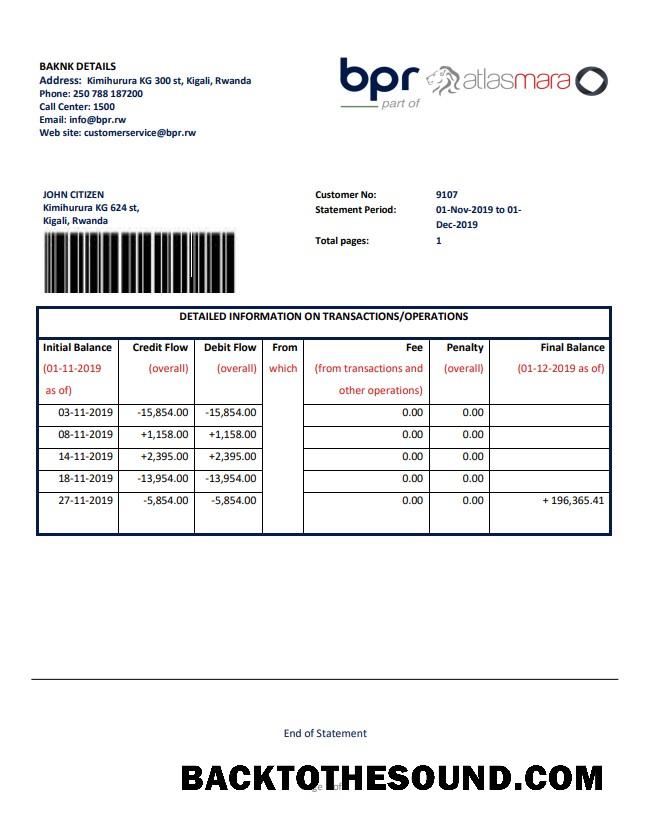 BAKNK DETAILS
Address: Kimihurura KG 300 st, Kigali, Rwanda
Phone: 250 788 187200
Call Center: 1500
Email: info@bpr.rw
Web site: customerservice@bpr.rw
bpr atlasmara
part of
JOHN CITIZEN
Kimihurura KG 624 st,
Kigali, Rwanda
Customer No: 9107
Statement Period: 01-Nov-2019 to 01-
Dec-2019
Total pages: 1
DETAILED INFORMATION ON TRANSACTIONS/OPERATIONS
Initial Balance Credit Flow Debit Flow From Fee Penalty Final Balance
(01-11-2019 (overall) (overall) which (from transactions and (overall) (01-12-2019 as of)
as of) other operations)
03-11-2019 -15,854.00 -15,854.00 0.00 0.00
08-11-2019 +1,158.00 +1,158.00 0.00 0.00
14-11-2019 +2,395.00 +2,395.00 0.00 0.00
18-11-2019 -13,954.00 -13,954.00 0.00 0.00
27-11-2019 -5,854.00 -5,854.00 0.00 0.00 + 196,365.41
End of Statement
BACKTOTHESOUND.COM